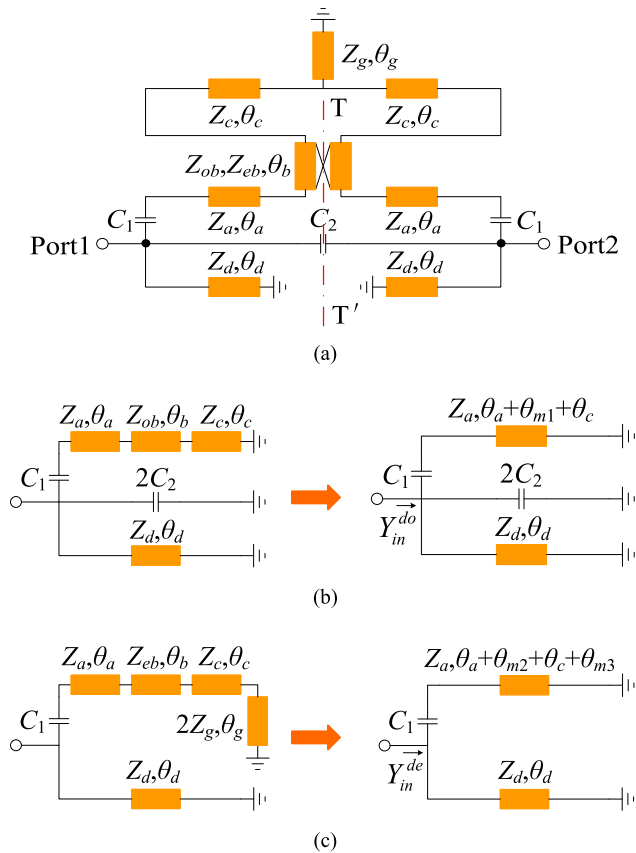 Z_g,θ_g
Z_c,θ_c T Z_c,θ_c
Z_ob,Z_eb,θ_b
C_1 Z_a,θ_a C_2 Z_a,θ_a C_1
Port1 Port2
Z_d,θ_d Z_d,θ_d
T′
(a)
Z_a,θ_a Z_ob,θ_b Z_c,θ_c
C_1 2C_2
Z_d,θ_d
Z_a,θ_a+θ_m1+θ_c
C_1 2C_2
Y_in^do
Z_d,θ_d
(b)
Z_a,θ_a Z_eb,θ_b Z_c,θ_c
C_1 2Z_g,θ_g
Z_d,θ_d
Z_a,θ_a+θ_m2+θ_c+θ_m3
C_1
Y_in^de
Z_d,θ_d
(c)